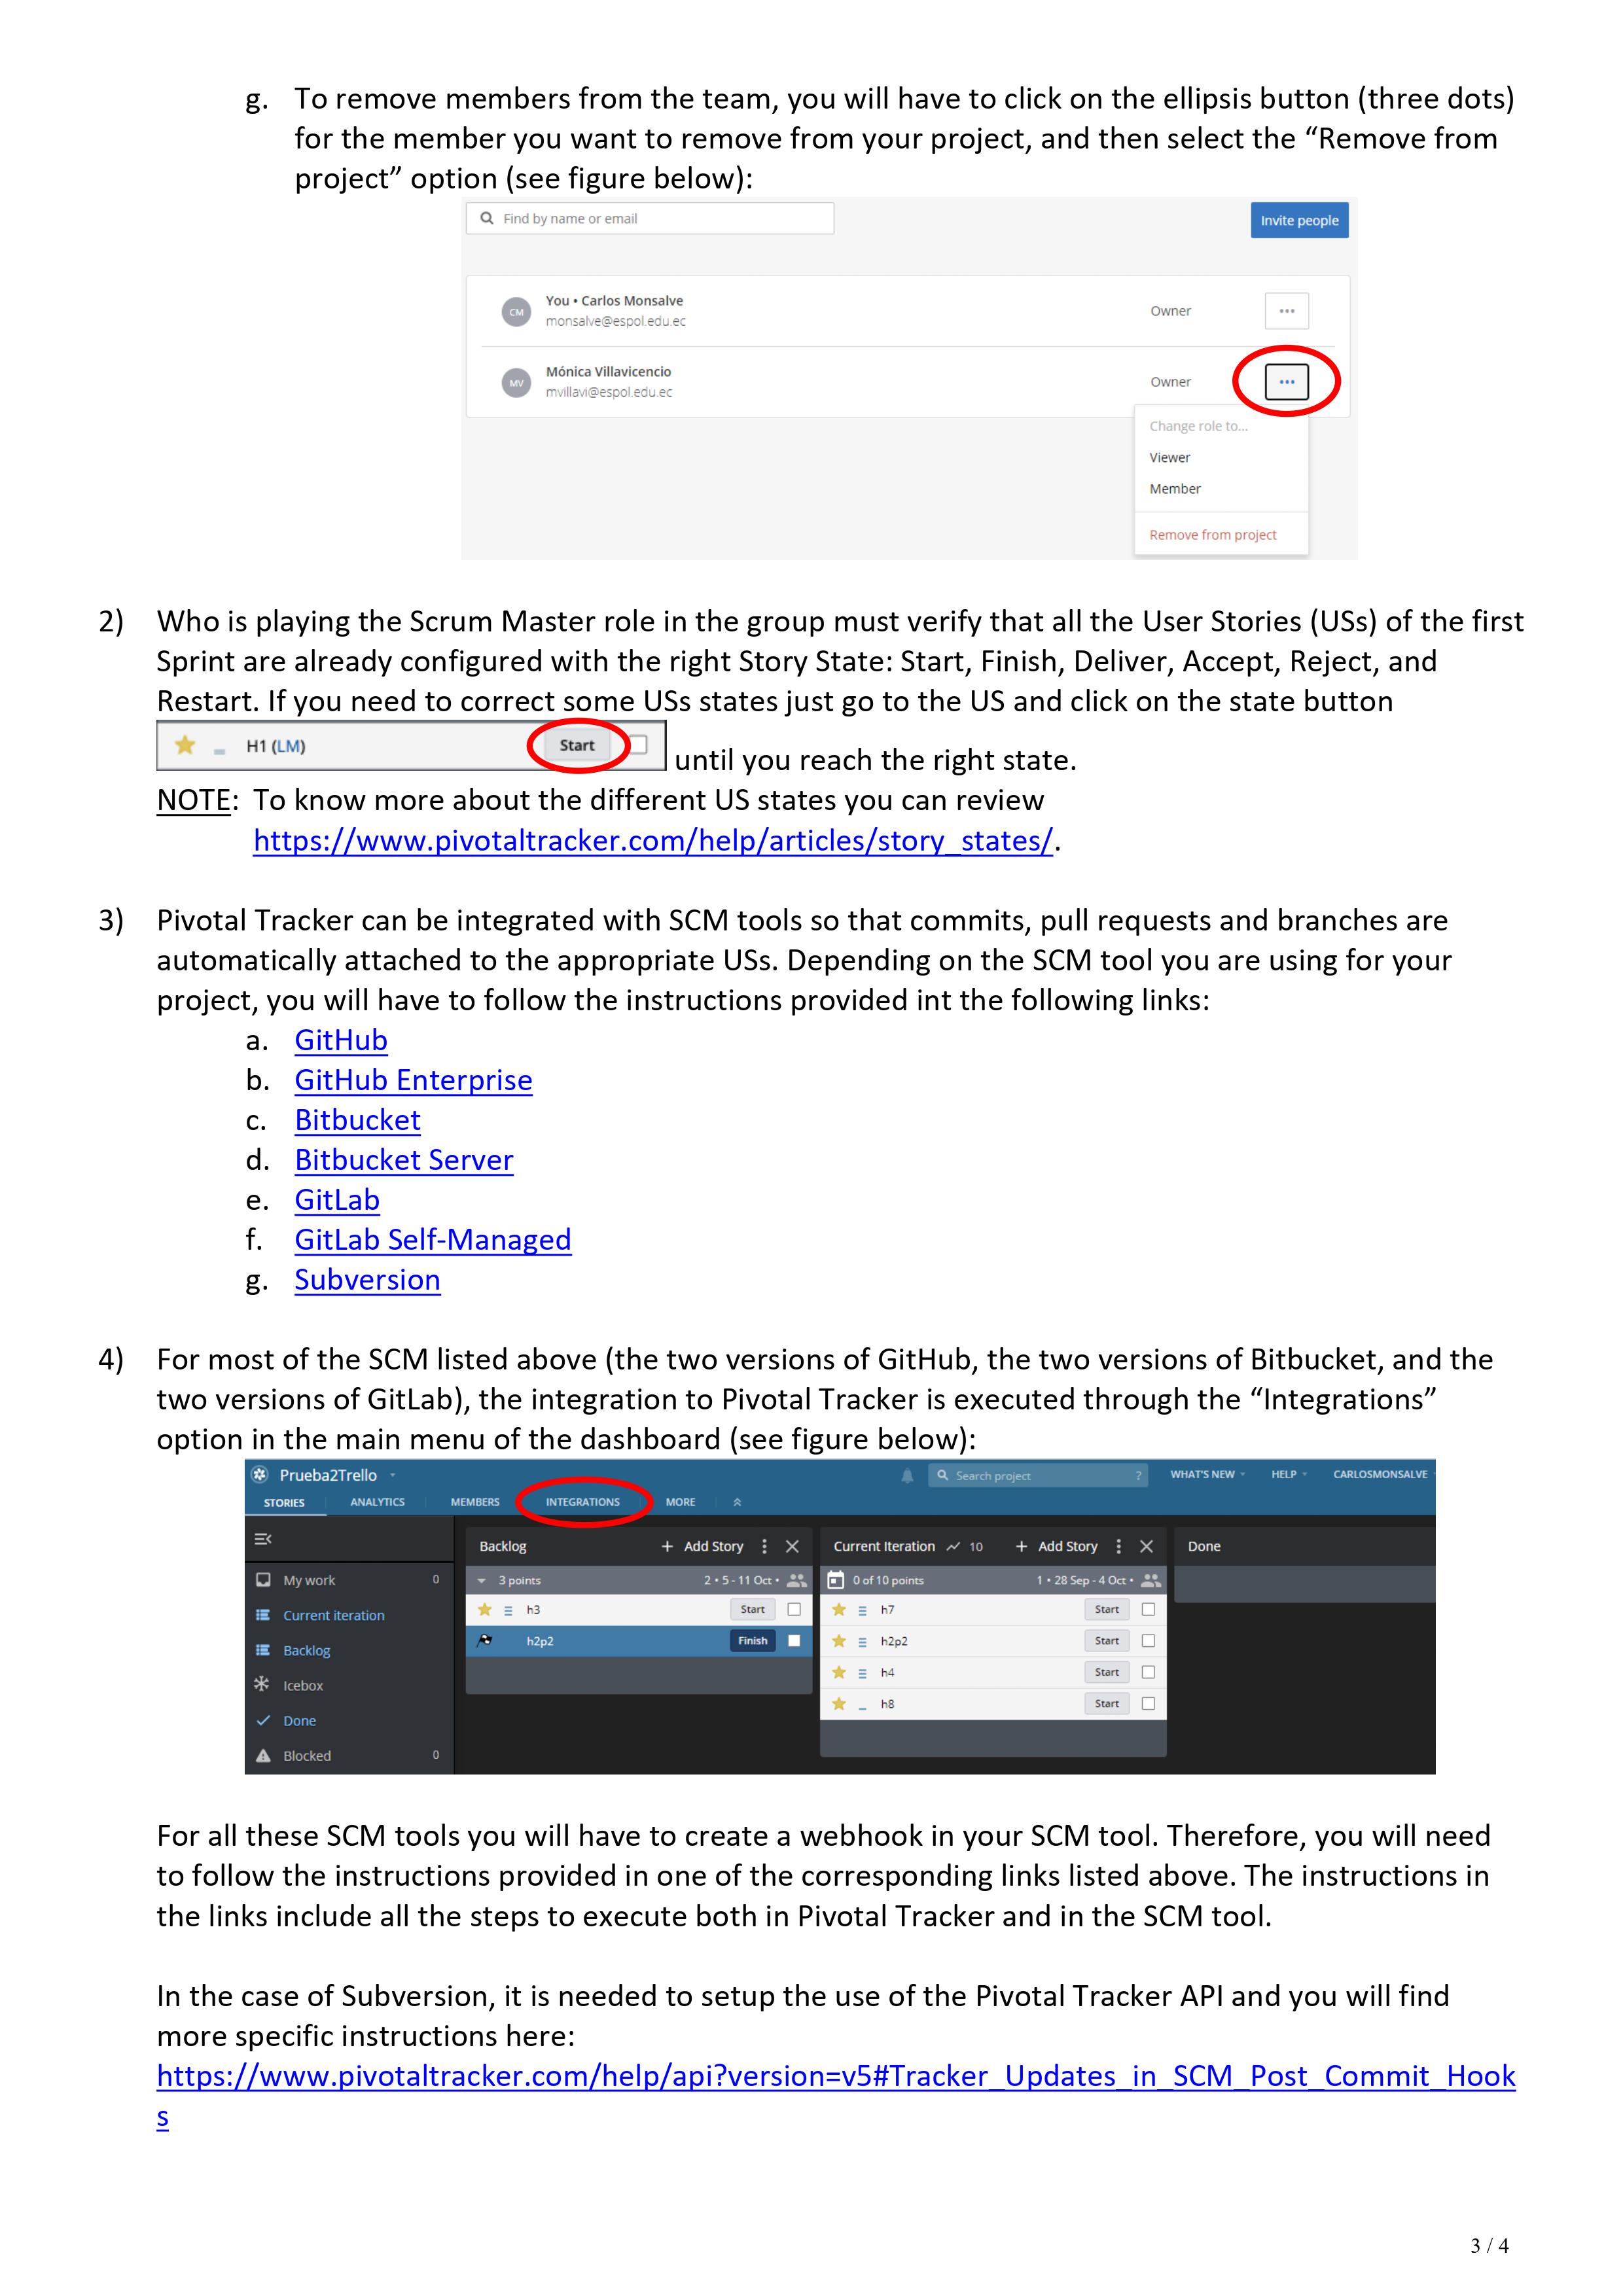 g. To remove members from the team, you will have to click on the ellipsis button (three dots)
for the member you want to remove from your project, and then select the “Remove from
project” option (see figure below):
Find by name or email
Invite people
CM
You • Carlos Monsalve
monsalve@espol.edu.ec
Owner
...
MV
Mónica Villavicencio
mvillavi@espol.edu.ec
Owner
...
Change role to...
Viewer
Member
Remove from project
2) Who is playing the Scrum Master role in the group must verify that all the User Stories (USs) of the first
Sprint are already configured with the right Story State: Start, Finish, Deliver, Accept, Reject, and
Restart. If you need to correct some USs states just go to the US and click on the state button
H1 (LM) Start until you reach the right state.
NOTE: To know more about the different US states you can review
https://www.pivotaltracker.com/help/articles/story_states/.
3) Pivotal Tracker can be integrated with SCM tools so that commits, pull requests and branches are
automatically attached to the appropriate USs. Depending on the SCM tool you are using for your
project, you will have to follow the instructions provided int the following links:
a. GitHub
b. GitHub Enterprise
c. Bitbucket
d. Bitbucket Server
e. GitLab
f. GitLab Self-Managed
g. Subversion
4) For most of the SCM listed above (the two versions of GitHub, the two versions of Bitbucket, and the
two versions of GitLab), the integration to Pivotal Tracker is executed through the “Integrations”
option in the main menu of the dashboard (see figure below):
Prueba2Trello
Search project ?
WHAT'S NEW
HELP
CARLOSMONSALVE
STORIES ANALYTICS MEMBERS INTEGRATIONS MORE
My work 0
Current iteration
Backlog
Icebox
Done
Blocked 0
Backlog + Add Story
3 points 2 • 5 - 11 Oct •
h3 Start
h2p2 Finish
Current Iteration 10 + Add Story
0 of 10 points 1 • 28 Sep - 4 Oct •
h7 Start
h2p2 Start
h4 Start
h8 Start
Done
For all these SCM tools you will have to create a webhook in your SCM tool. Therefore, you will need
to follow the instructions provided in one of the corresponding links listed above. The instructions in
the links include all the steps to execute both in Pivotal Tracker and in the SCM tool.
In the case of Subversion, it is needed to setup the use of the Pivotal Tracker API and you will find
more specific instructions here:
https://www.pivotaltracker.com/help/api?version=v5#Tracker_Updates_in_SCM_Post_Commit_Hook
s
3 / 4